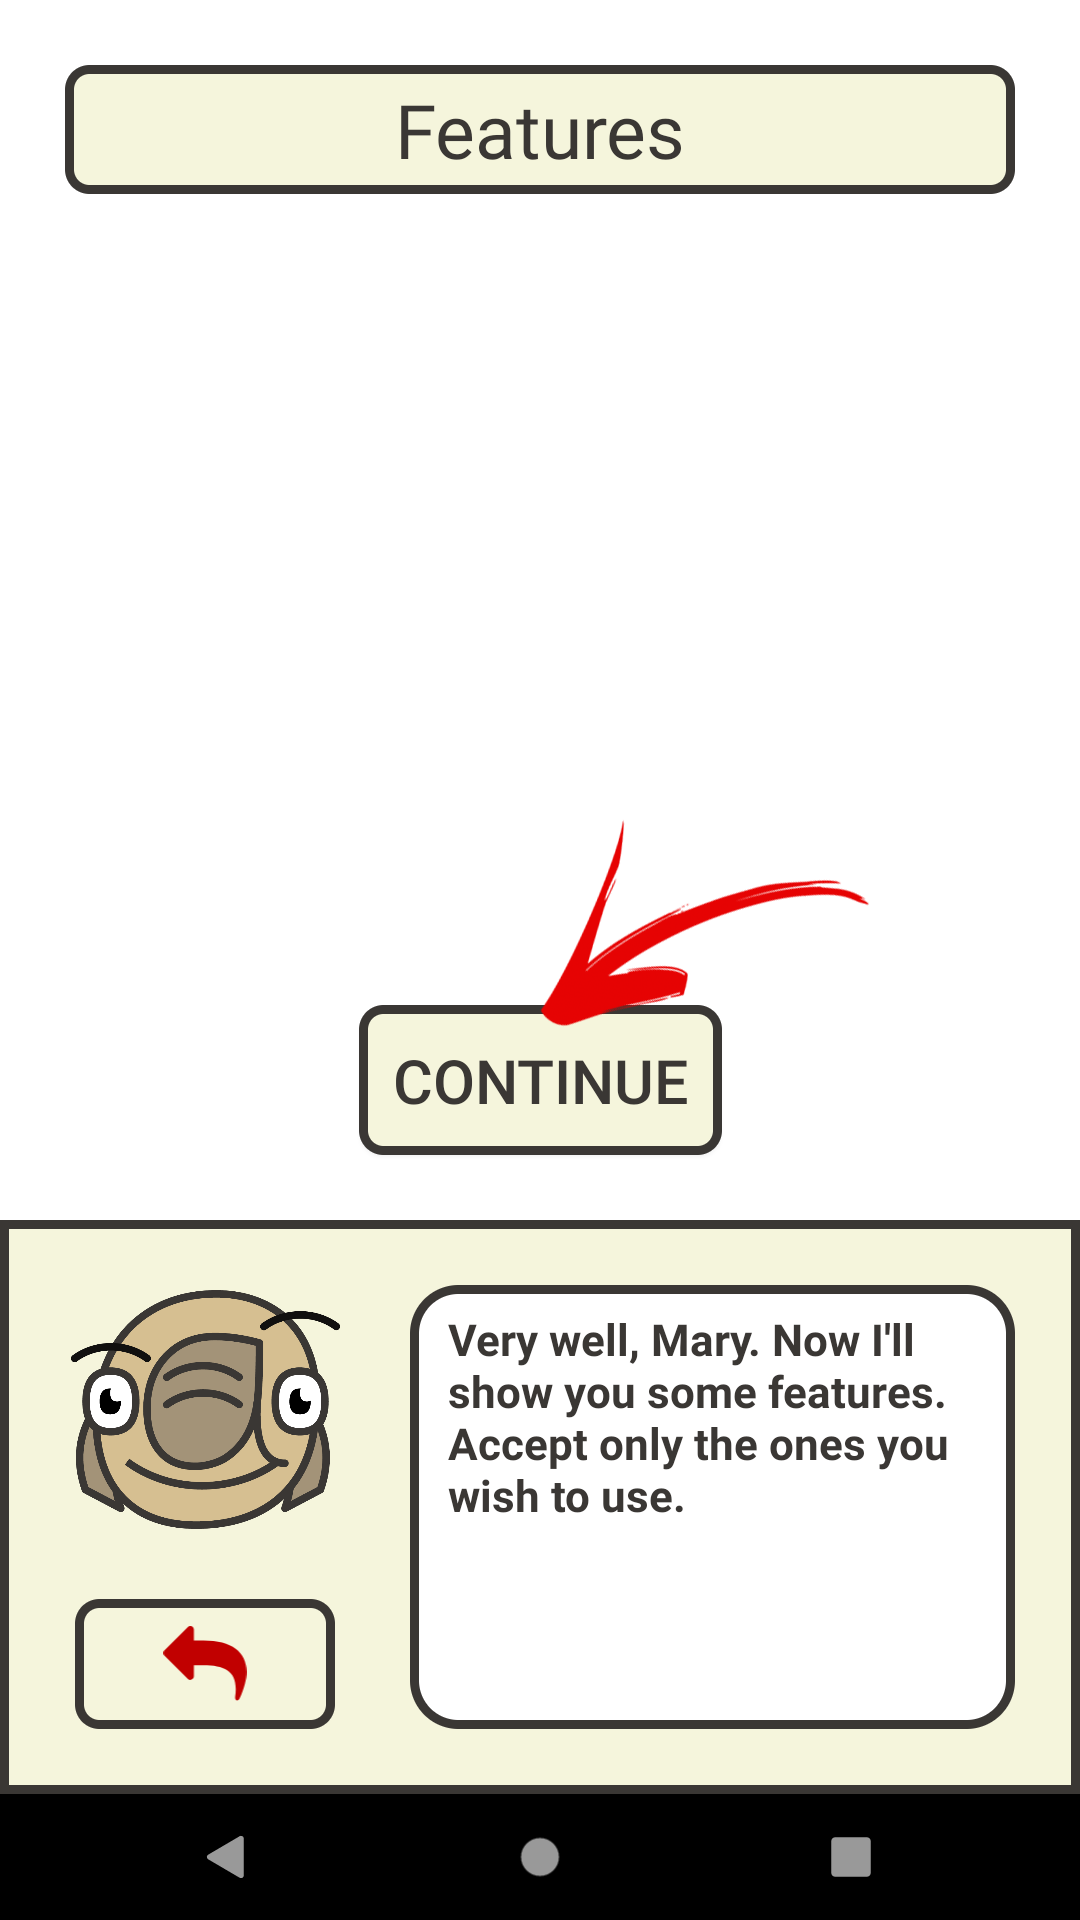 Features
CONTINUE
Very well, Mary. Now I'll
show you some features.
Accept only the ones you
wish to use.